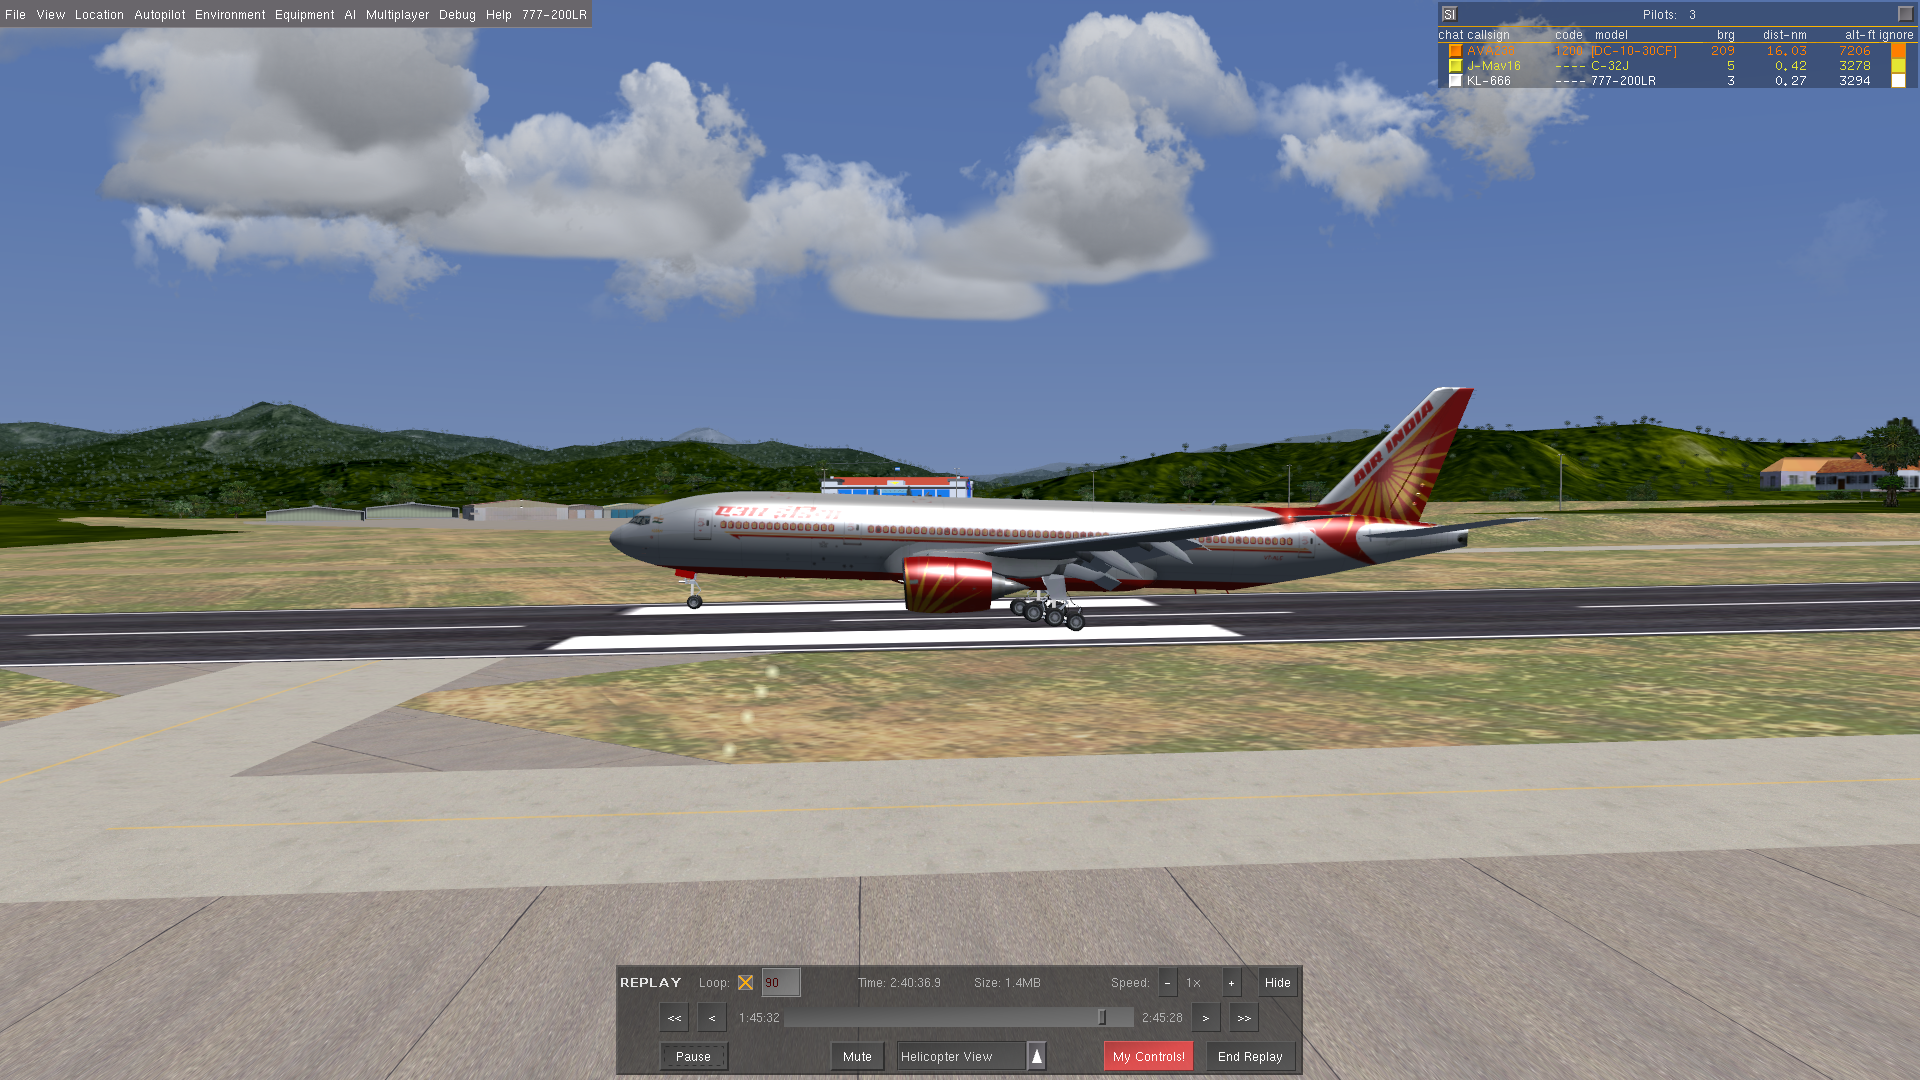 File View Location Autopilot Environment Equipment AI Multiplayer Debug Help 777-200LR
SI Pilots: 3
chat callsign code model brg dist-nm alt-ft ignore
1200 [DC-10-30CF] 209 16.03 7206
J-Mav16 ---- C-32J 5 0.42 3278
KL-666 ---- 777-200LR 3 0.27 3294
AIR INDIA
REPLAY Loop: 90 Time: 2:40:36.9 Size: 1.4MB Speed: - 1x + Hide
<< < 1:45:32 2:45:28 > >>
Pause Mute Helicopter View My Controls! End Replay